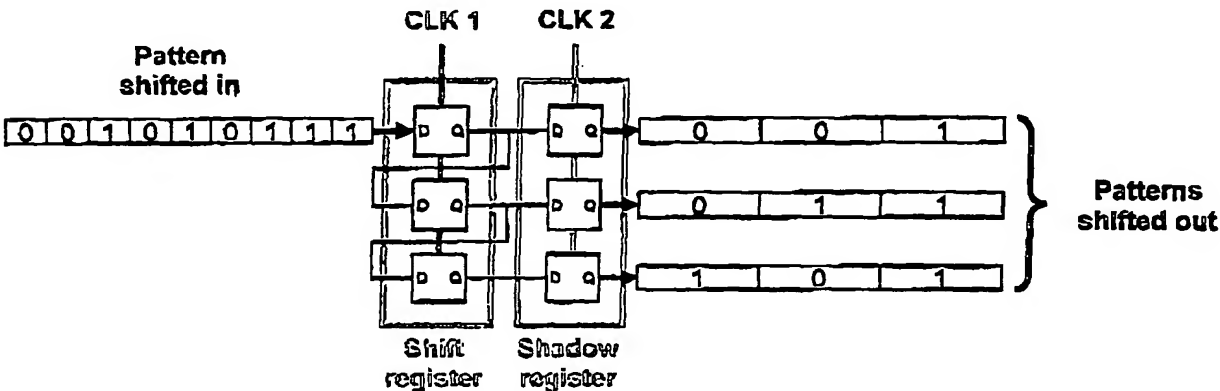 CLK 1
CLK 2
Pattern
shifted in
0 0 1 0 1 0 1 1 1
D Q
D Q
0 0 1
D Q
D Q
0 1 1
Patterns
shifted out
D Q
D Q
1 0 1
Shift
register
Shadow
register